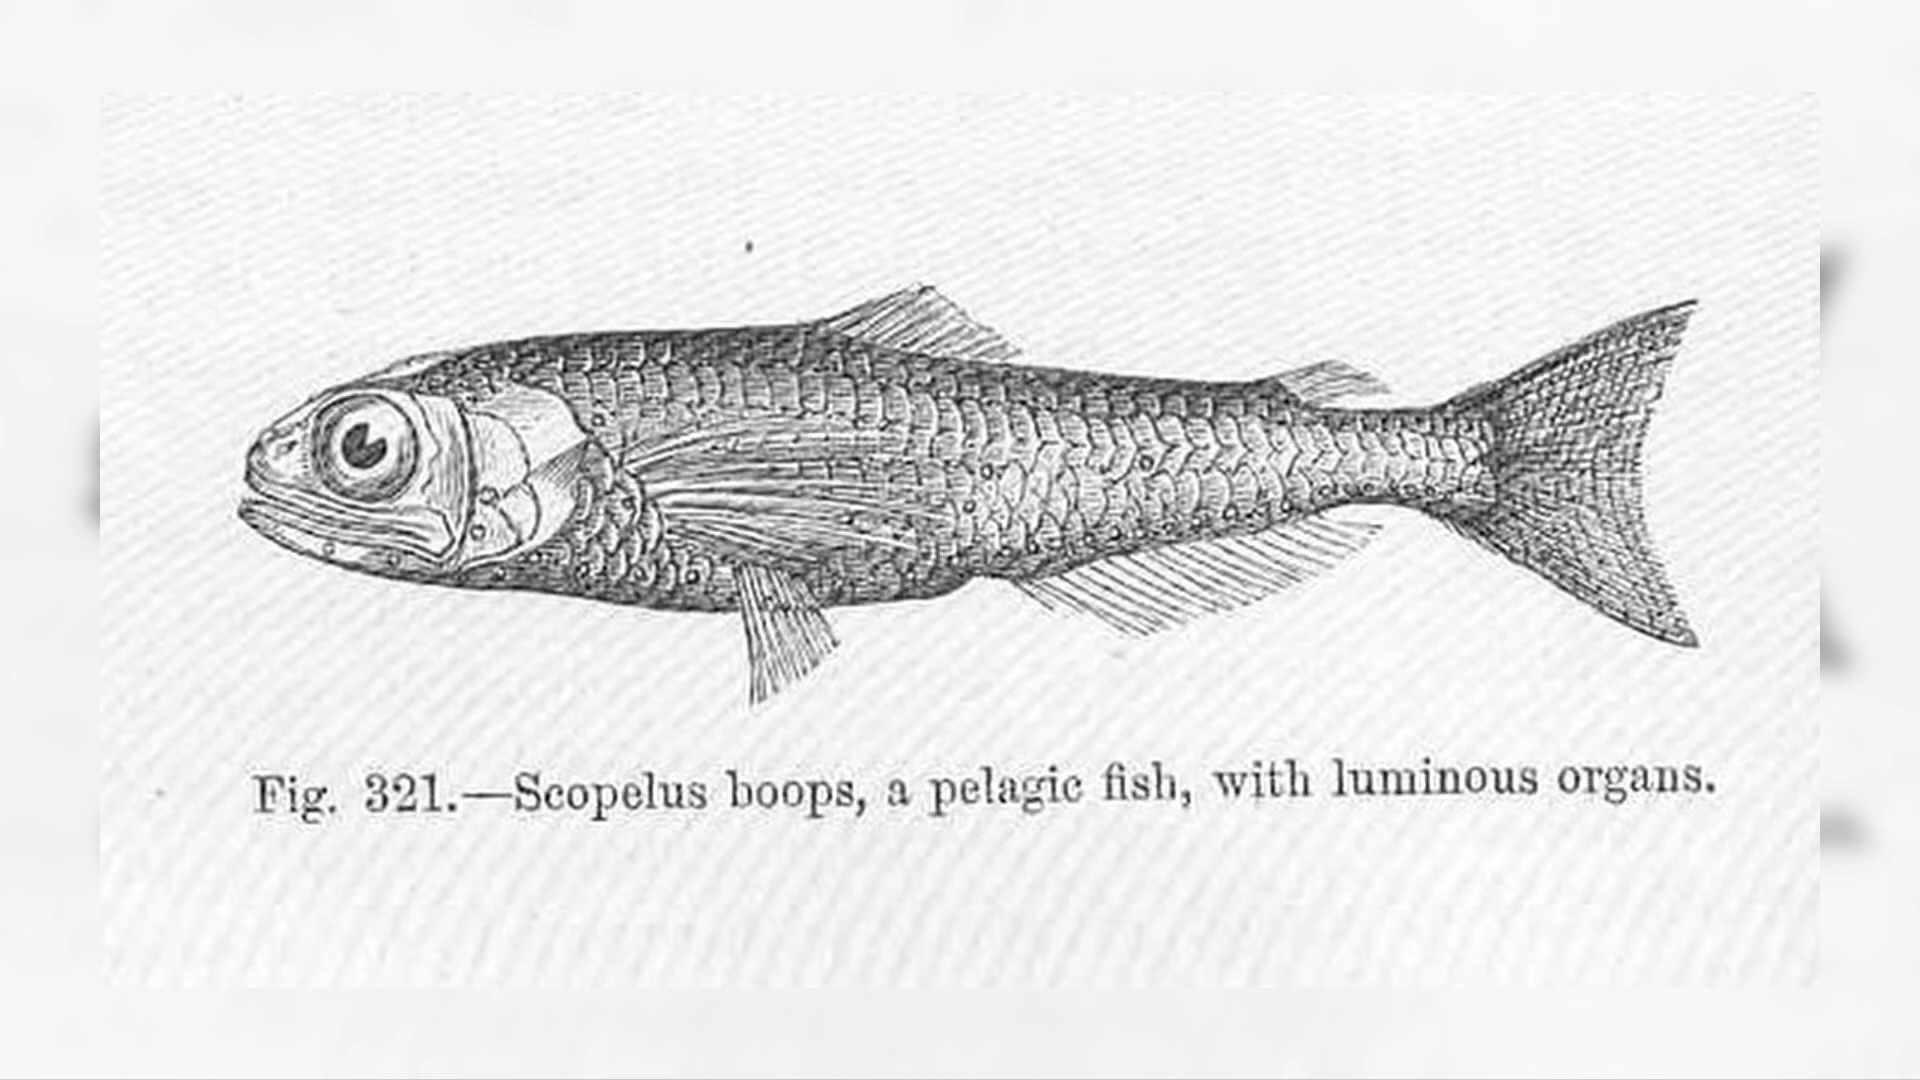 Fig. 321.—Scopelus boops, a pelagic fish, with luminous organs.